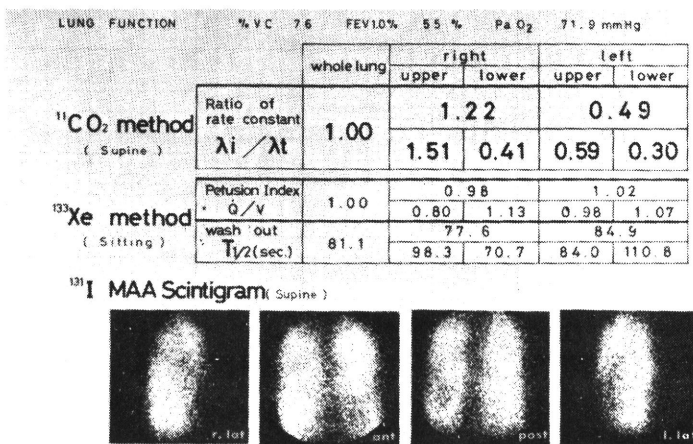 LUNG FUNCTION %VC 76 FEV1.0% 55 % PaO₂ 71.9 mmHg
whole lung right left
upper lower upper lower
¹¹CO₂ method
( Supine )
Ratio of
rate constant
λi / λt
1.00 1.22 0.49
1.51 0.41 0.59 0.30
¹³³Xe method
( Sitting )
Pefusion Index
Q̇/V 1.00 0.98 1.02
0.80 1.13 0.98 1.07
wash out
T1/2(sec.) 81.1 77.6 84.9
98.3 70.7 84.0 110.8
¹³¹I MAA Scintigram( Supine )
r.lat ant post l.lat